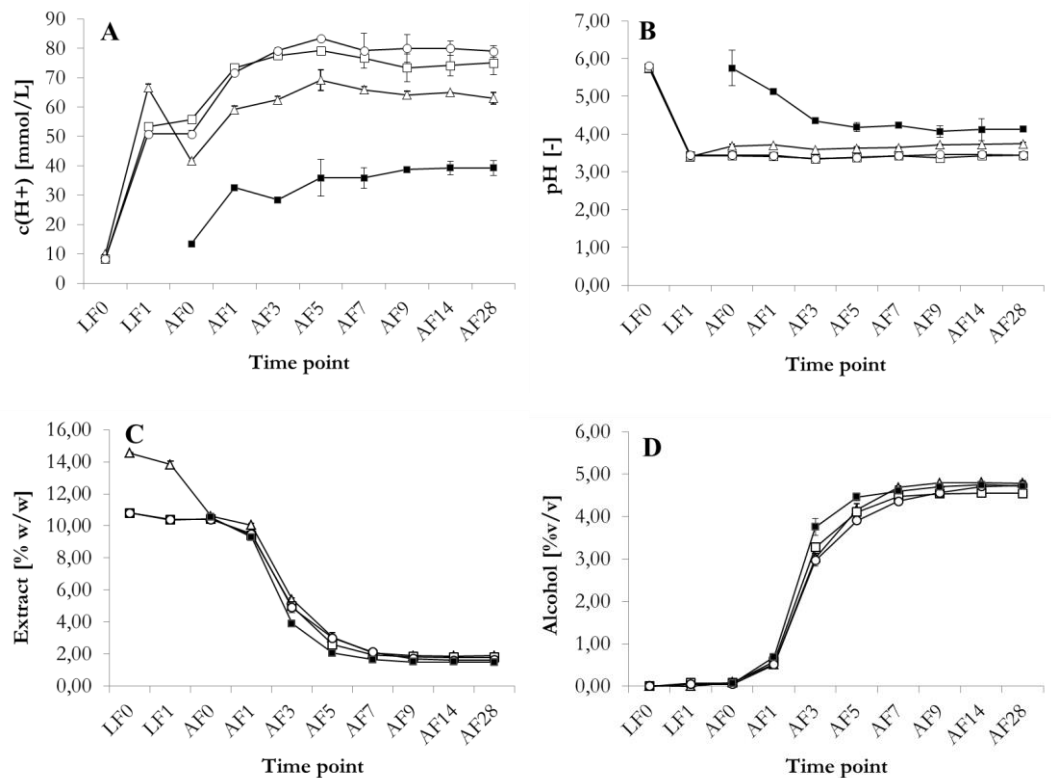 A
c(H+) [mmol/L]
90
80
70
60
50
40
30
20
10
0
LF0 LF1 AF0 AF1 AF3 AF5 AF7 AF9 AF14 AF28
Time point
B
pH [-]
7,00
6,00
5,00
4,00
3,00
2,00
1,00
0,00
LF0 LF1 AF0 AF1 AF3 AF5 AF7 AF9 AF14 AF28
Time point
C
Extract [% w/w]
16,00
14,00
12,00
10,00
8,00
6,00
4,00
2,00
0,00
LF0 LF1 AF0 AF1 AF3 AF5 AF7 AF9 AF14 AF28
Time point
D
Alcohol [%v/v]
6,00
5,00
4,00
3,00
2,00
1,00
0,00
LF0 LF1 AF0 AF1 AF3 AF5 AF7 AF9 AF14 AF28
Time point